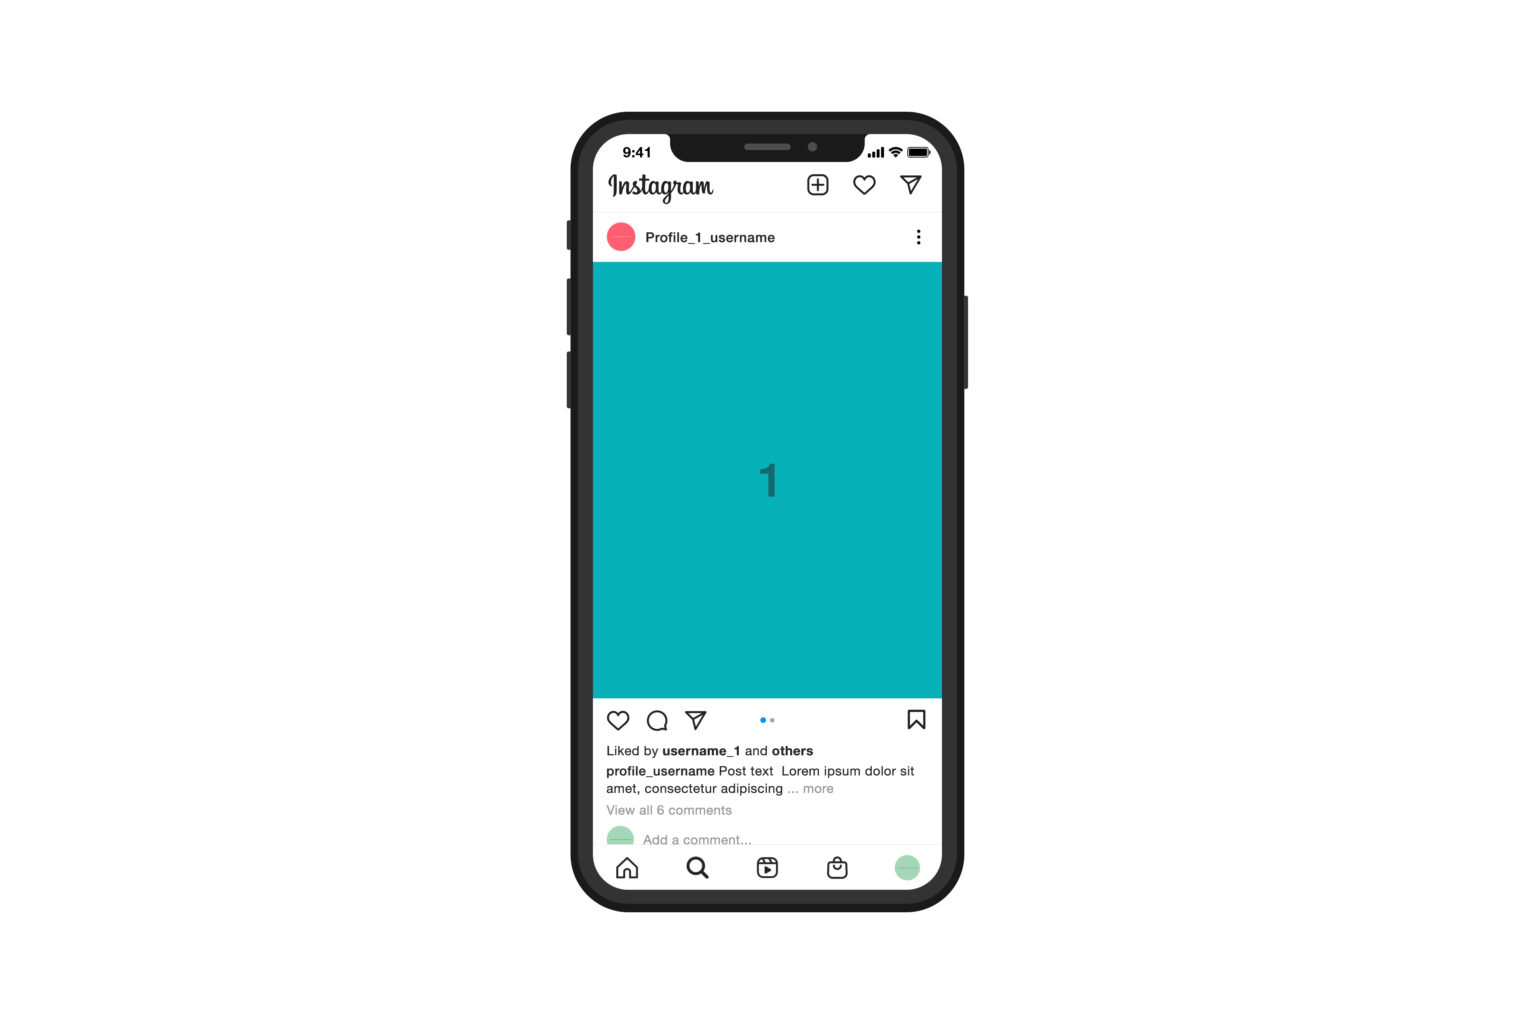 9:41
Instagram
Profile_1_username
1
Liked by username_1 and others
profile_username Post text  Lorem ipsum dolor sit
amet, consectetur adipiscing ... more
View all 6 comments
Add a comment...